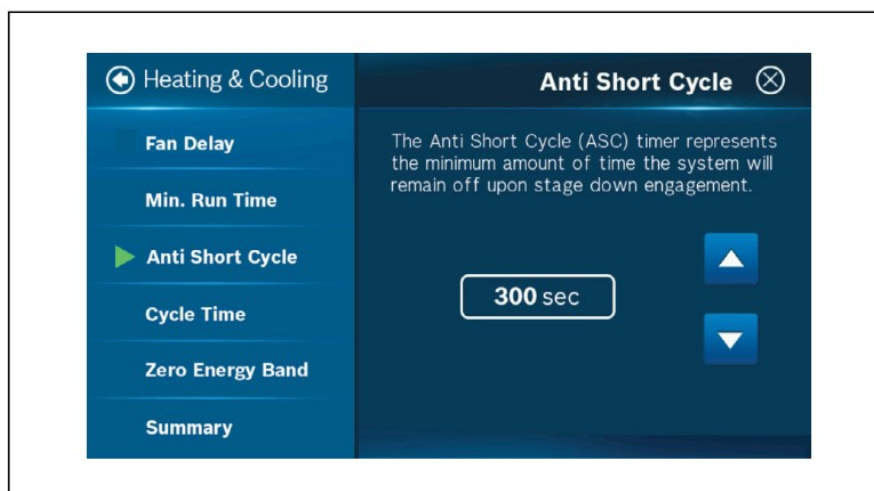 Heating & Cooling
Fan Delay
Min. Run Time
Anti Short Cycle
Cycle Time
Zero Energy Band
Summary
Anti Short Cycle
The Anti Short Cycle (ASC) timer represents
the minimum amount of time the system will
remain off upon stage down engagement.
300 sec